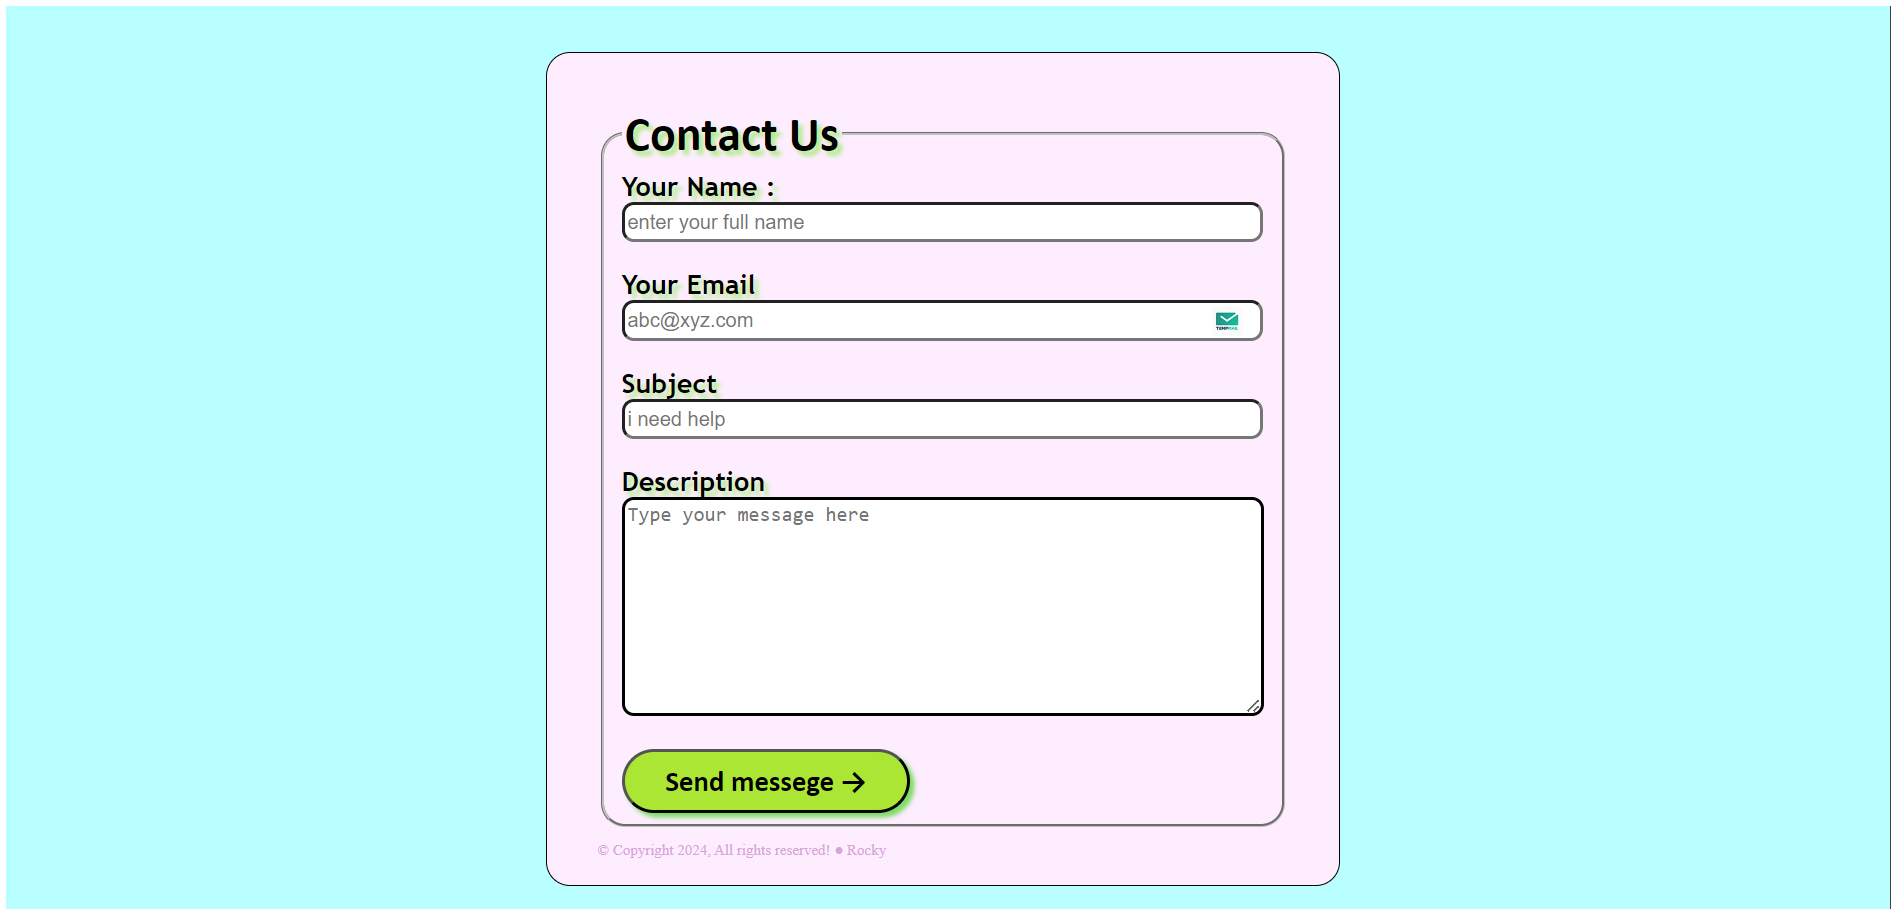 Contact Us
Your Name :
enter your full name
Your Email
abc@xyz.com
Subject
i need help
Description
Type your message here
Send messege →
© Copyright 2024, All rights reserved! ● Rocky